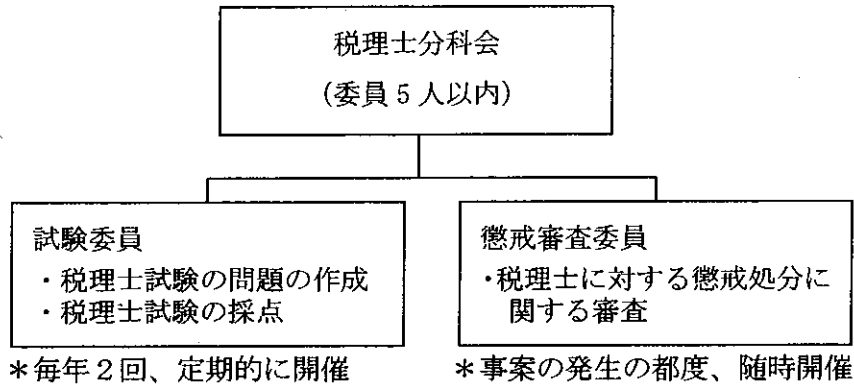 税理士分科会
(委員5人以内)
試験委員
・税理士試験の問題の作成
・税理士試験の採点
＊毎年2回、定期的に開催
懲戒審査委員
・税理士に対する懲戒処分に
関する審査
＊事案の発生の都度、随時開催